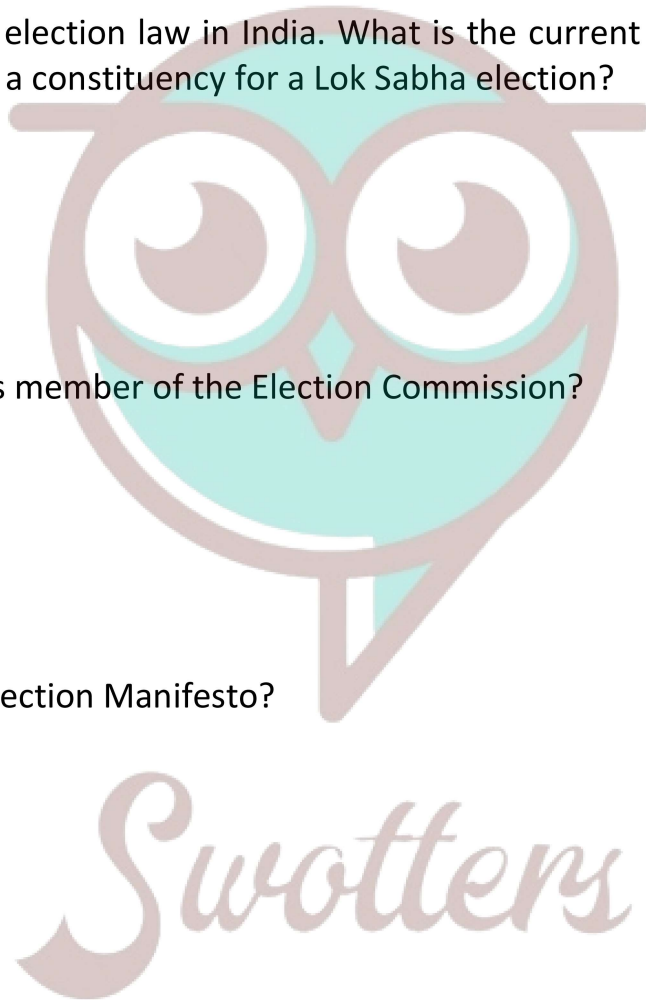 election law in India. What is the current
a constituency for a Lok Sabha election?
member of the Election Commission?
Manifesto?
Swotters